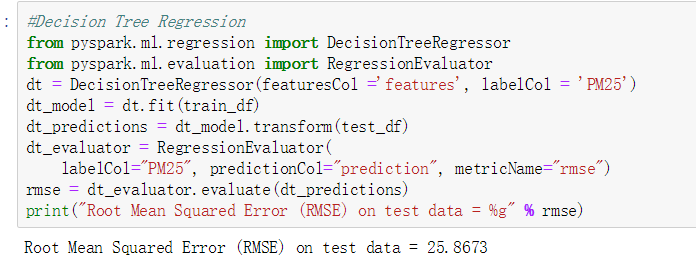 :
#Decision Tree Regression
from pyspark.ml.regression import DecisionTreeRegressor
from pyspark.ml.evaluation import RegressionEvaluator
dt = DecisionTreeRegressor(featuresCol ='features', labelCol = 'PM25')
dt_model = dt.fit(train_df)
dt_predictions = dt_model.transform(test_df)
dt_evaluator = RegressionEvaluator(
    labelCol="PM25", predictionCol="prediction", metricName="rmse")
rmse = dt_evaluator.evaluate(dt_predictions)
print("Root Mean Squared Error (RMSE) on test data = %g" % rmse)
Root Mean Squared Error (RMSE) on test data = 25.8673